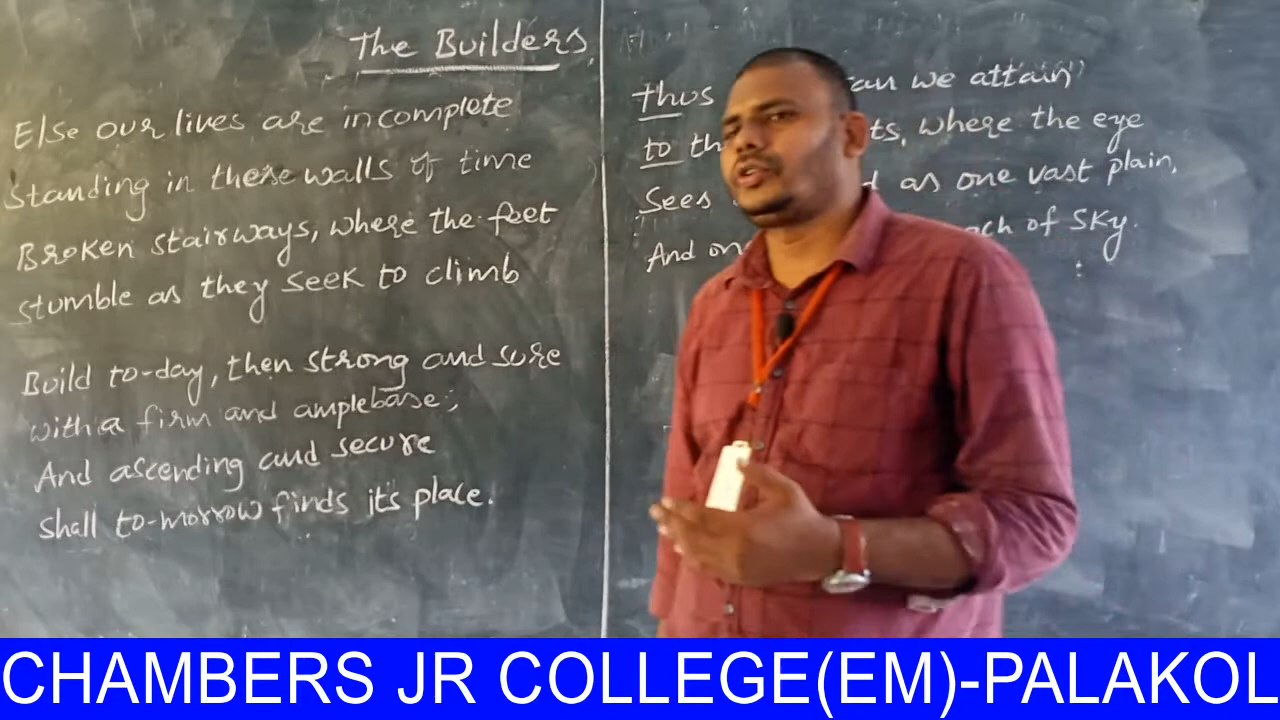 The Builders,
Else our lives are incomplete
standing in these walls of time
Broken stairways, where the feet
stumble as they seek to climb
Build to-day, then strong and sure
with a firm and ample base;
And ascending and secure
shall to-morrow finds its place.
Thus we attain
to where the eye
Sees as one vast plain,
And of sky.
CHAMBERS JR COLLEGE(EM)-PALAKOL